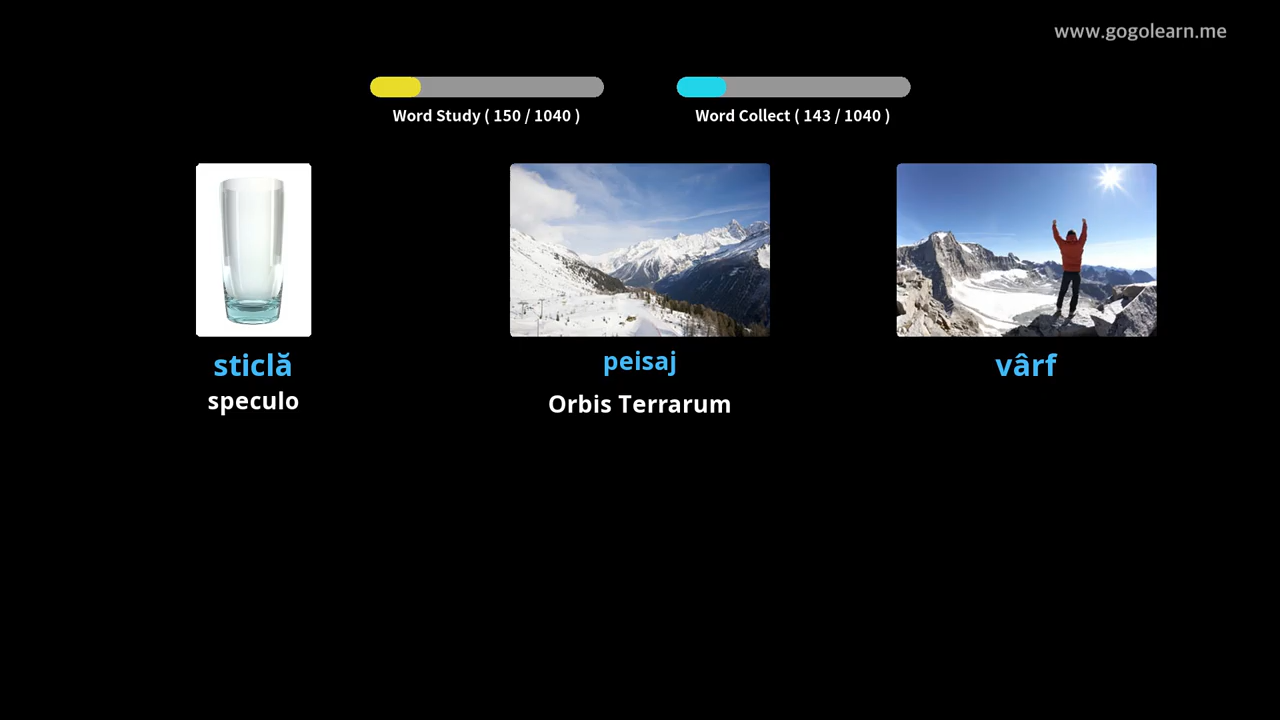 www.gogolearn.me
Word Study ( 150 / 1040 )
Word Collect ( 143 / 1040 )
sticlă
speculo
peisaj
Orbis Terrarum
vârf